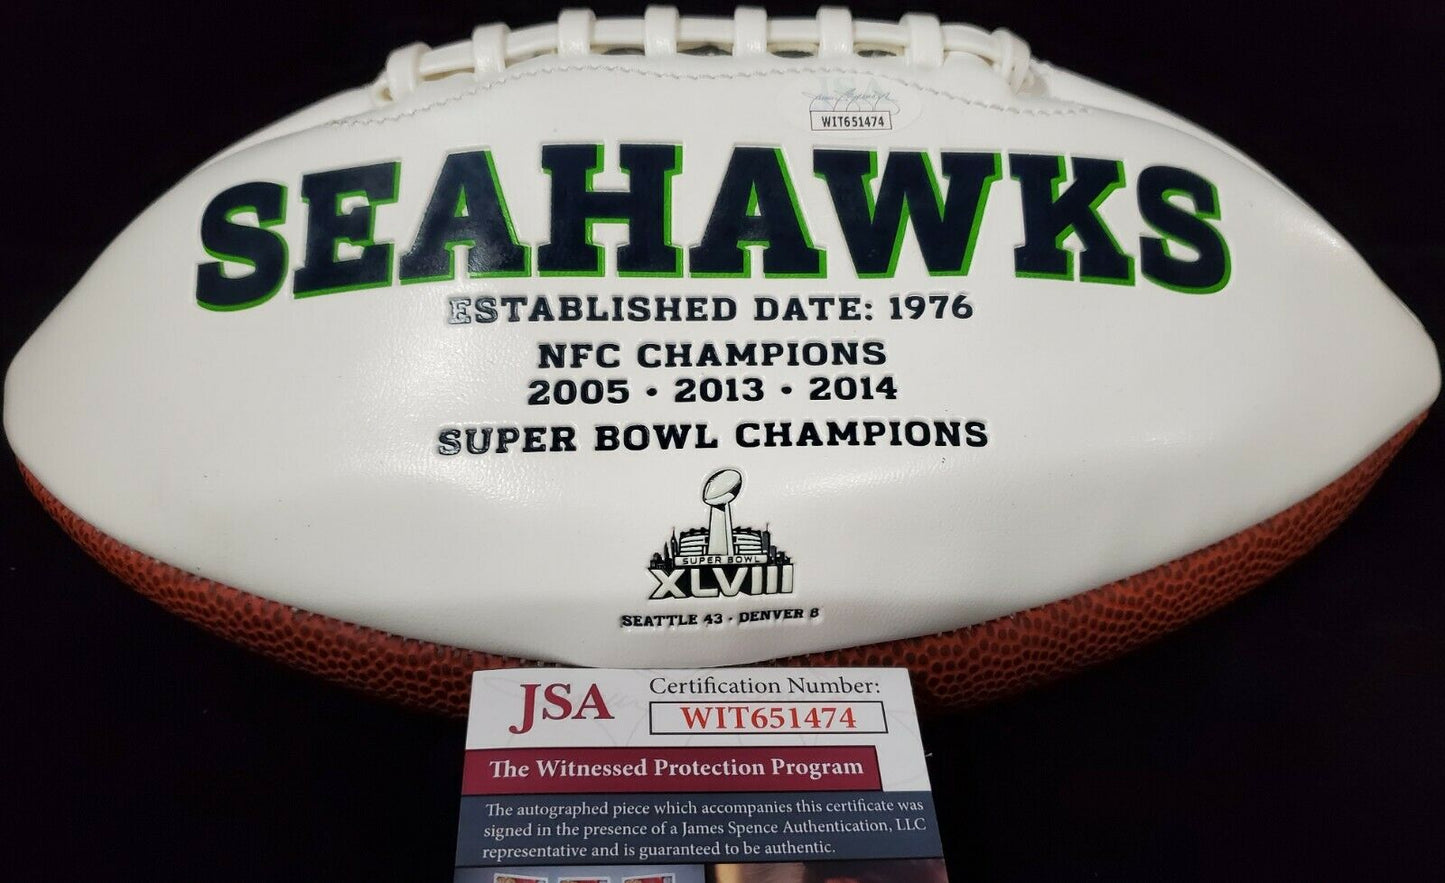 JSA
WIT651474
SEAHAWKS
ESTABLISHED DATE: 1976
NFC CHAMPIONS
2005 • 2013 • 2014
SUPER BOWL CHAMPIONS
SUPER BOWL
XLVIII
SEATTLE 43 • DENVER 8
JSA
Certification Number:
WIT651474
The Witnessed Protection Program
The autographed piece which accompanies this certificate was
signed in the presence of a James Spence Authentication, LLC
representative and is guaranteed to be authentic.